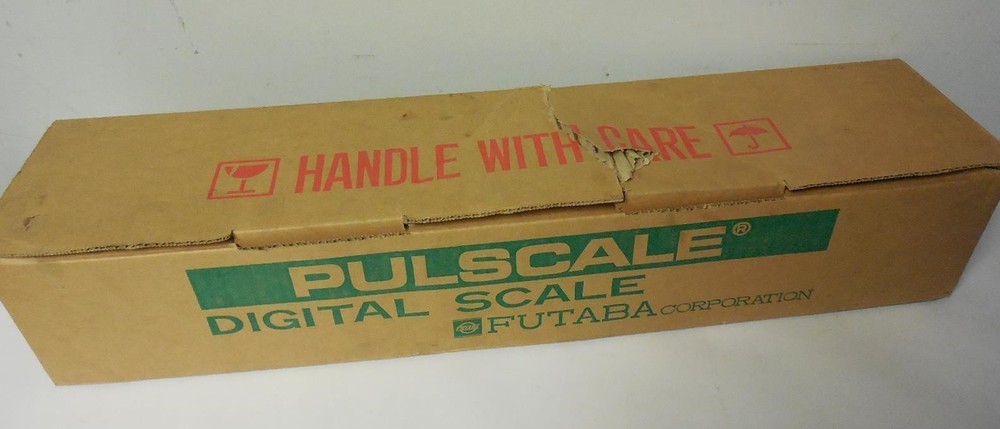 HANDLE WITH CARE
PULSCALE®
DIGITAL SCALE
FUTABA CORPORATION